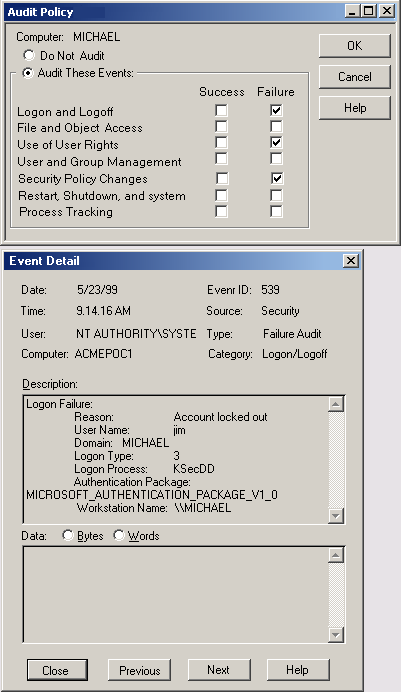 Audit Policy
Computer: MICHAEL
Do Not Audit
Audit These Events:
Success Failure
Logon and Logoff
File and Object Access
Use of User Rights
User and Group Management
Security Policy Changes
Restart, Shutdown, and system
Process Tracking
OK
Cancel
Help
Event Detail
Date: 5/23/99 Evenr ID: 539
Time: 9.14.16 AM Source: Security
User: NT AUTHORITY\SYSTE Type: Failure Audit
Computer: ACMEPOC1 Category: Logon/Logoff
Description:
Logon Failure:
Reason: Account locked out
User Name: jim
Domain: MICHAEL
Logon Type: 3
Logon Process: KSecDD
Authentication Package:
MICROSOFT_AUTHENTICATION_PACKAGE_V1_0
Workstation Name: \\MICHAEL
Data: Bytes Words
Close Previous Next Help